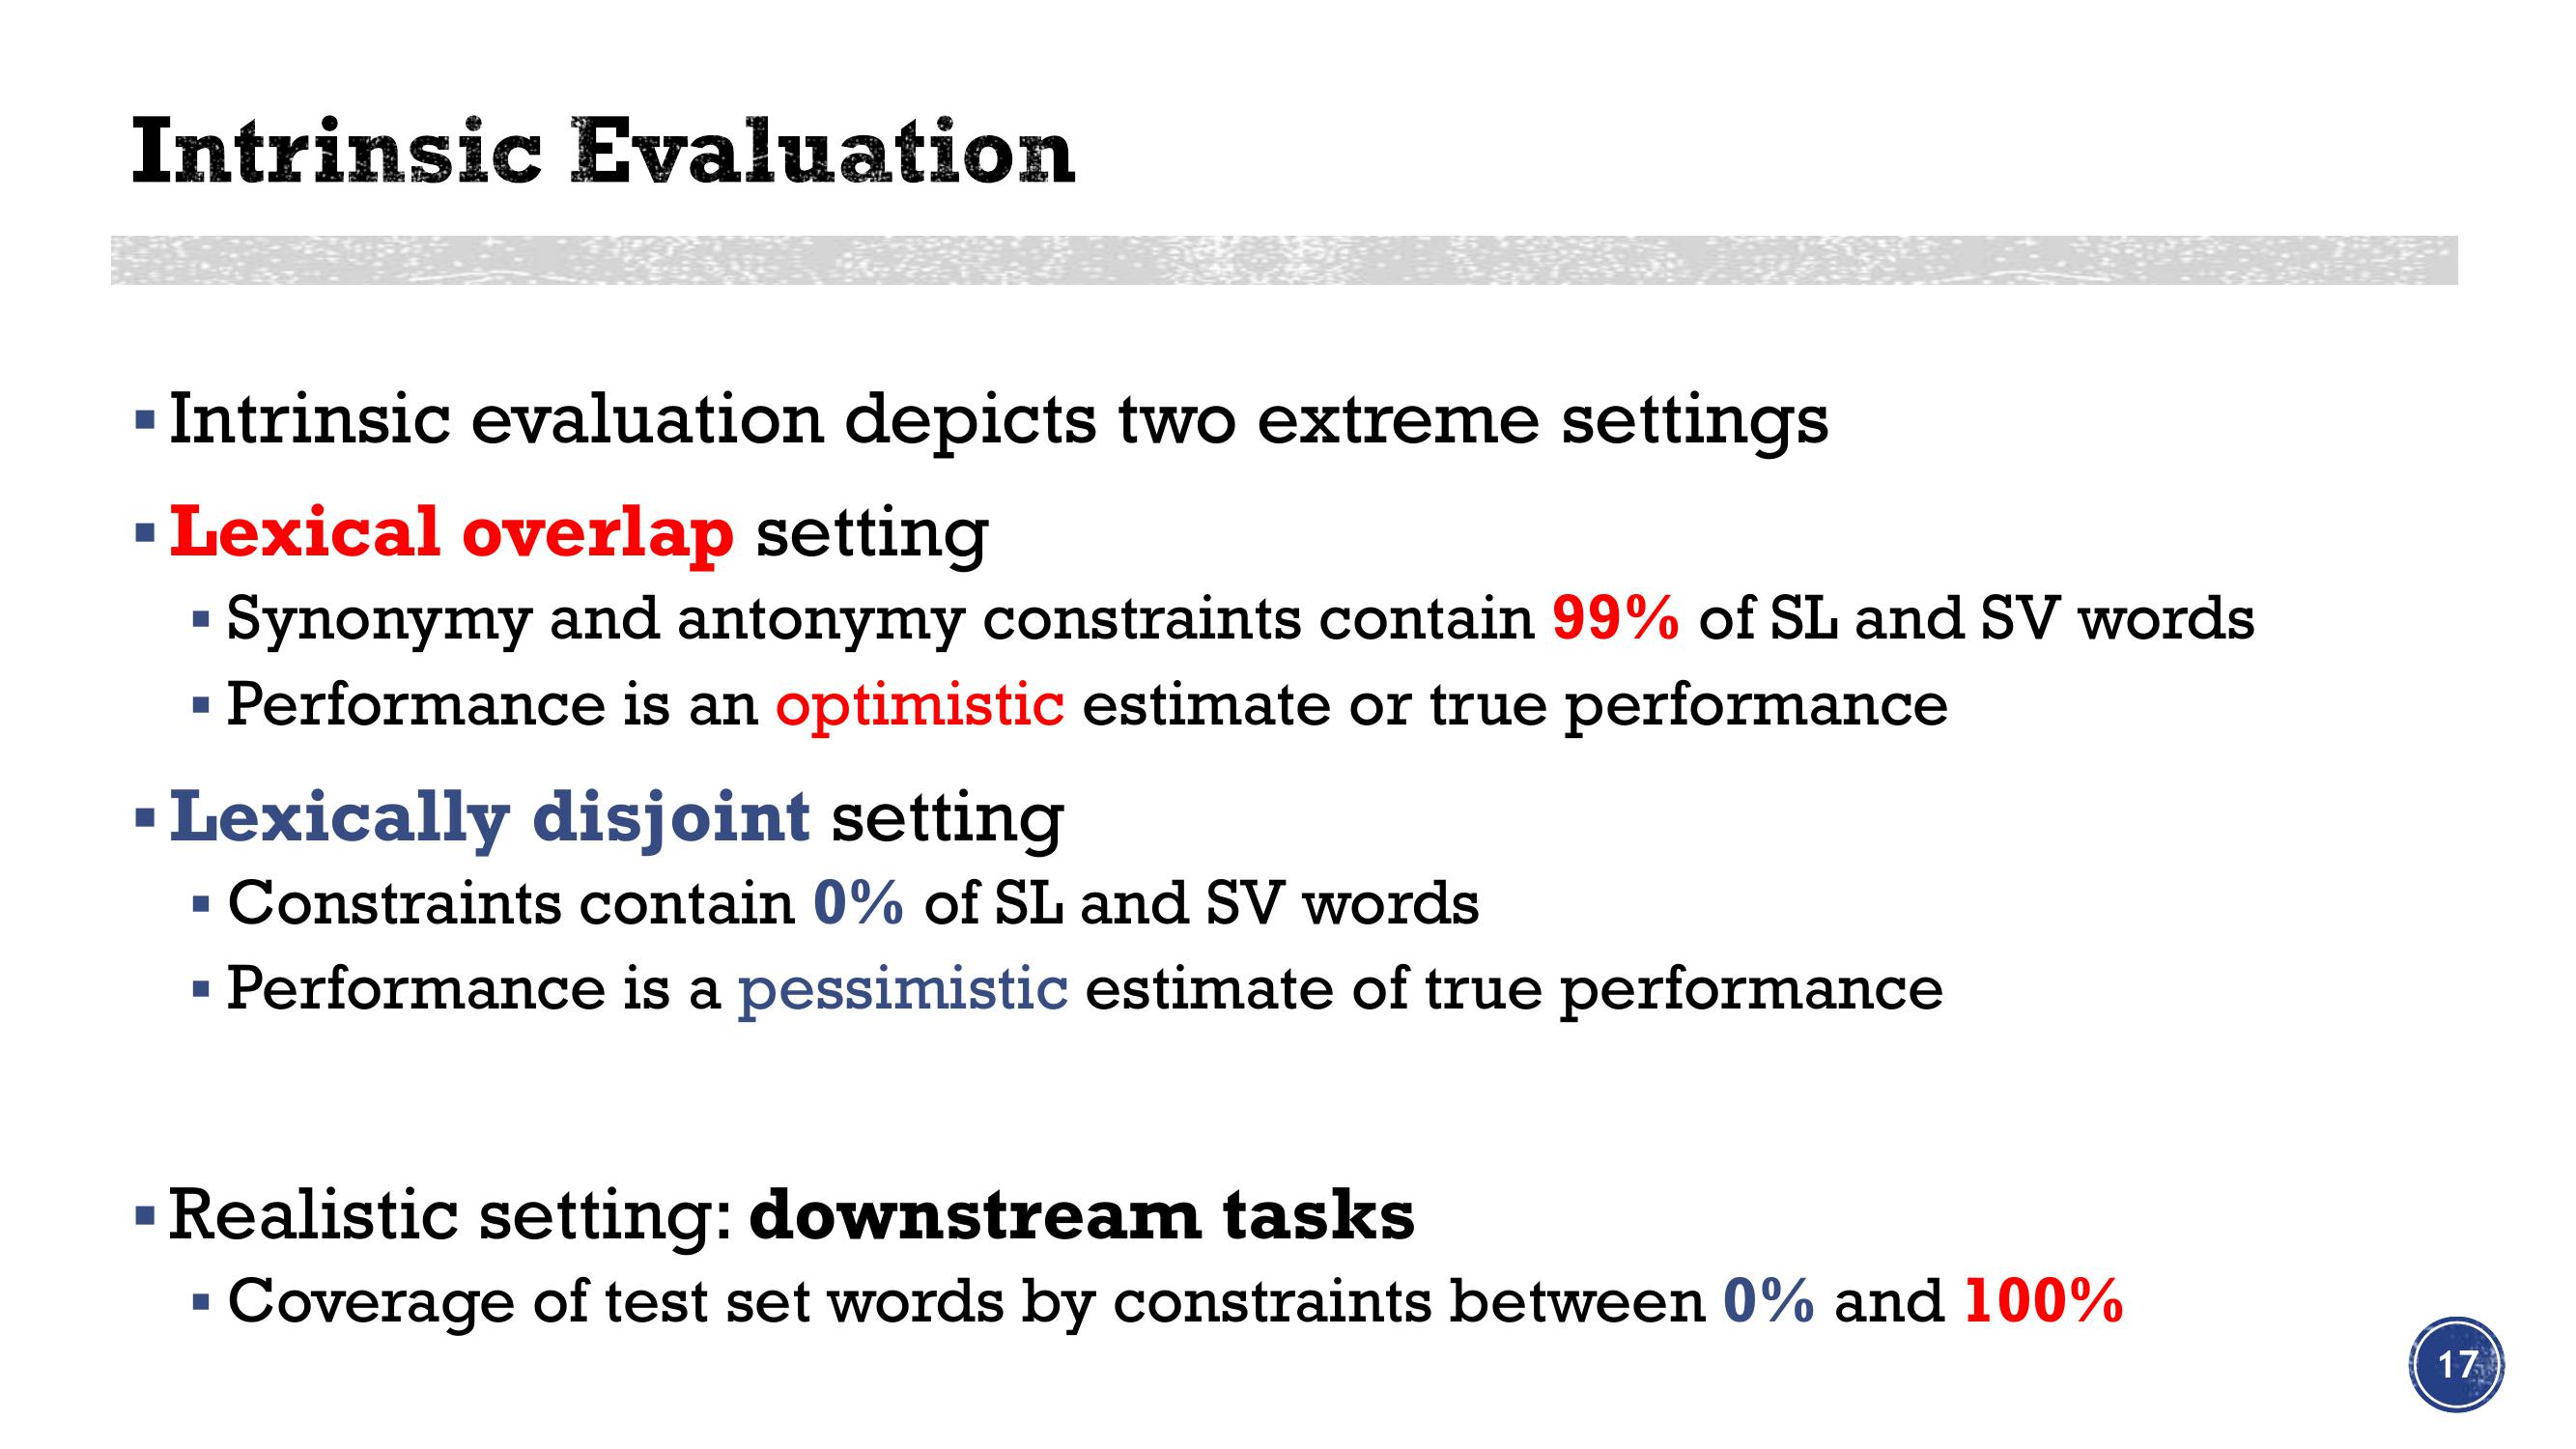 Intrinsic Evaluation
▪ Intrinsic evaluation depicts two extreme settings
▪ Lexical overlap setting
▪ Synonymy and antonymy constraints contain 99% of SL and SV words
▪ Performance is an optimistic estimate or true performance
▪ Lexically disjoint setting
▪ Constraints contain 0% of SL and SV words
▪ Performance is a pessimistic estimate of true performance
▪ Realistic setting: downstream tasks
▪ Coverage of test set words by constraints between 0% and 100%
17